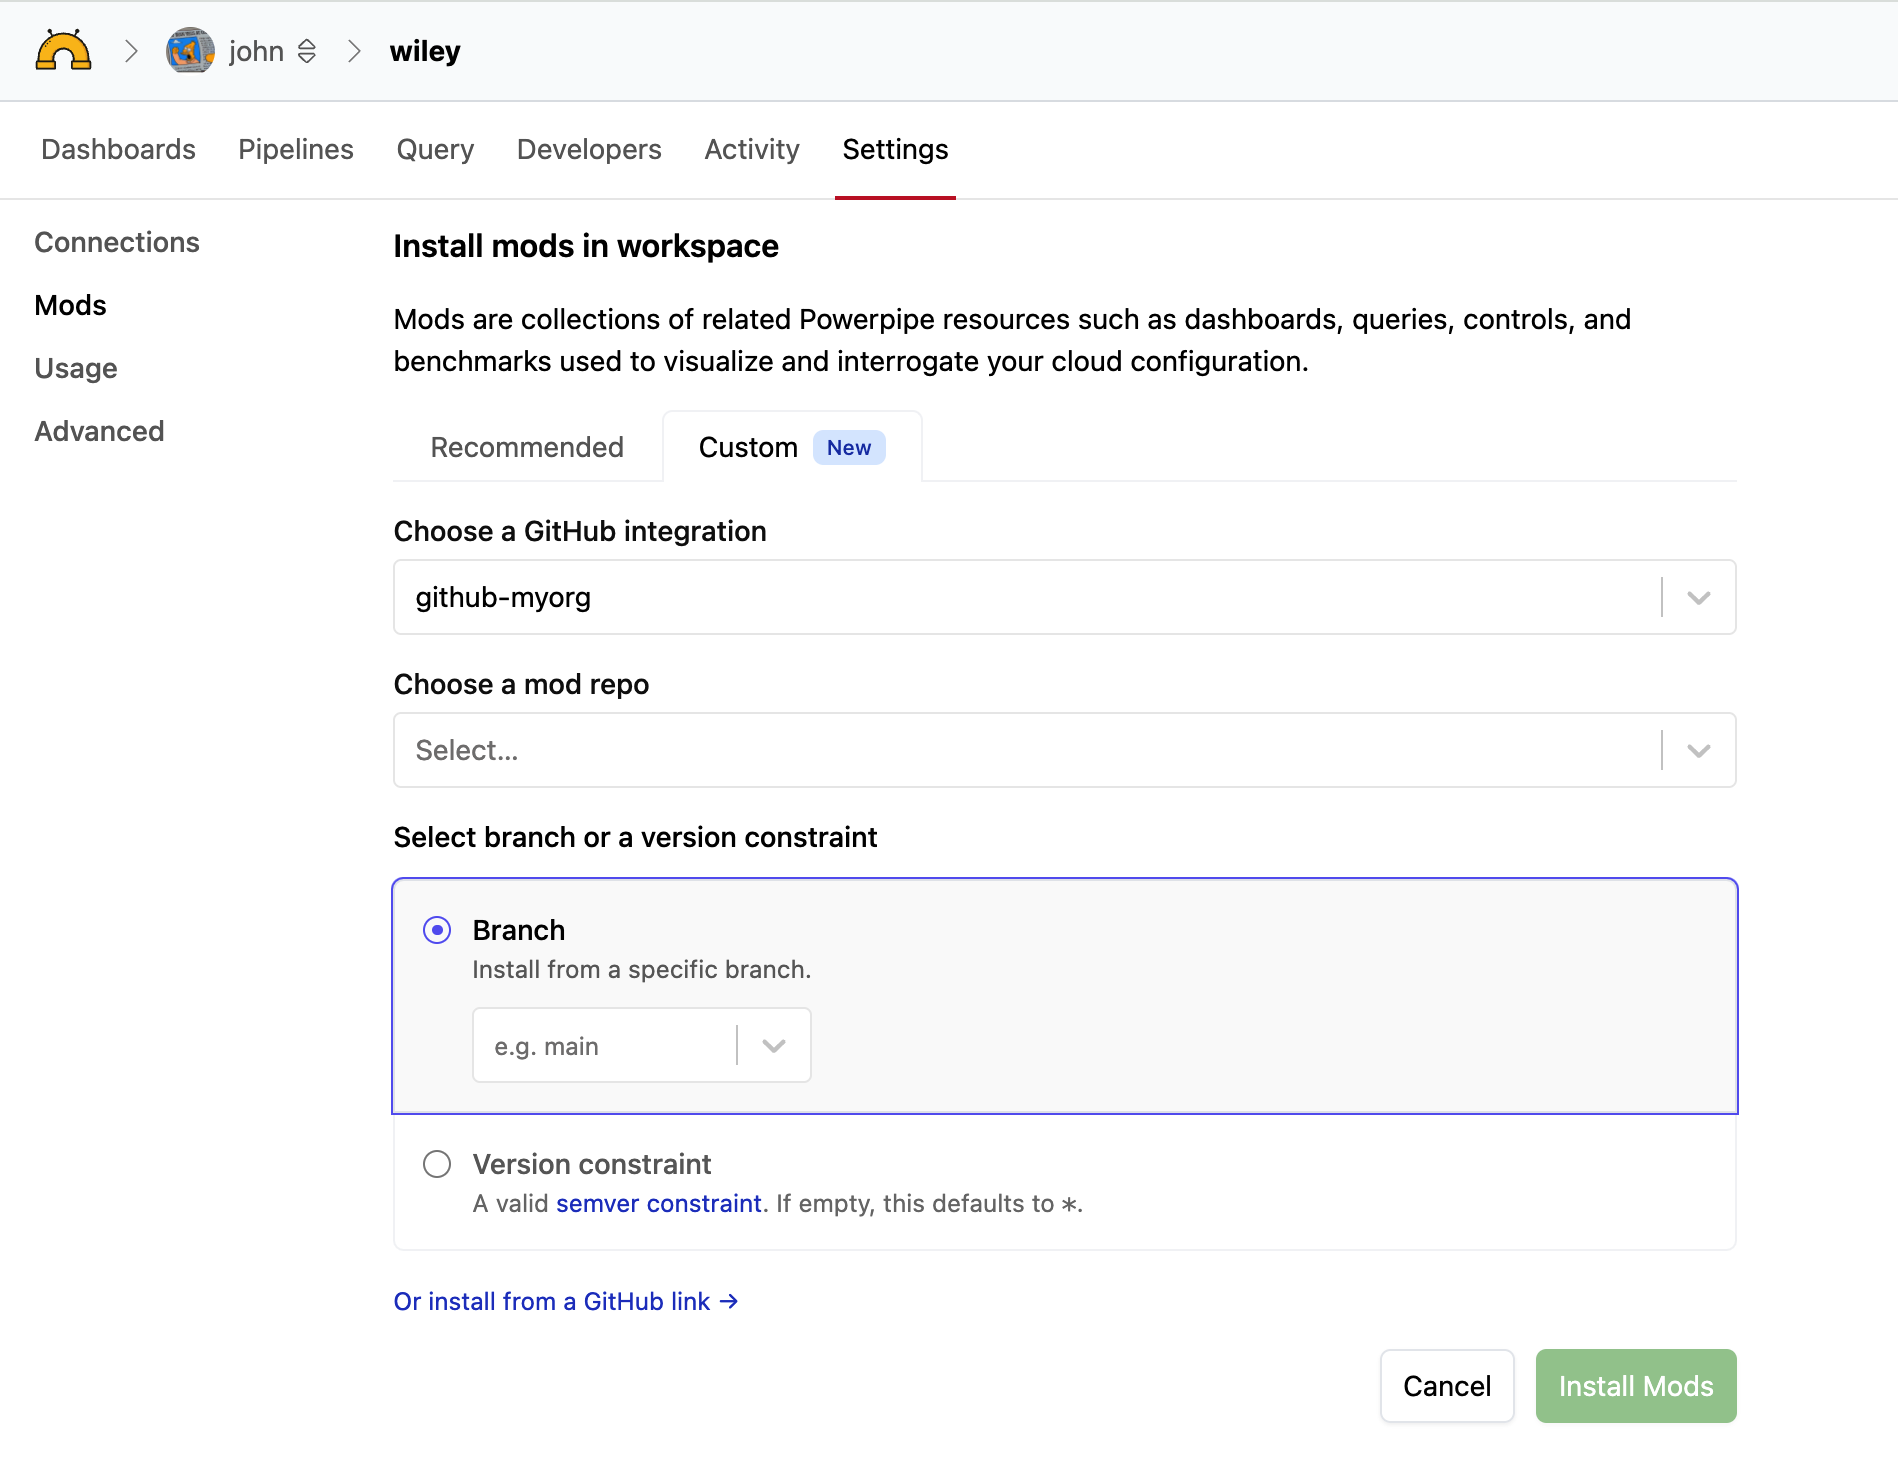 john
wiley
Dashboards Pipelines Query Developers Activity Settings
Connections
Mods
Usage
Advanced
Install mods in workspace
Mods are collections of related Powerpipe resources such as dashboards, queries, controls, and
benchmarks used to visualize and interrogate your cloud configuration.
Recommended Custom New
Choose a GitHub integration
github-myorg
Choose a mod repo
Select...
Select branch or a version constraint
Branch
Install from a specific branch.
e.g. main
Version constraint
A valid semver constraint. If empty, this defaults to *.
Or install from a GitHub link →
Cancel Install Mods